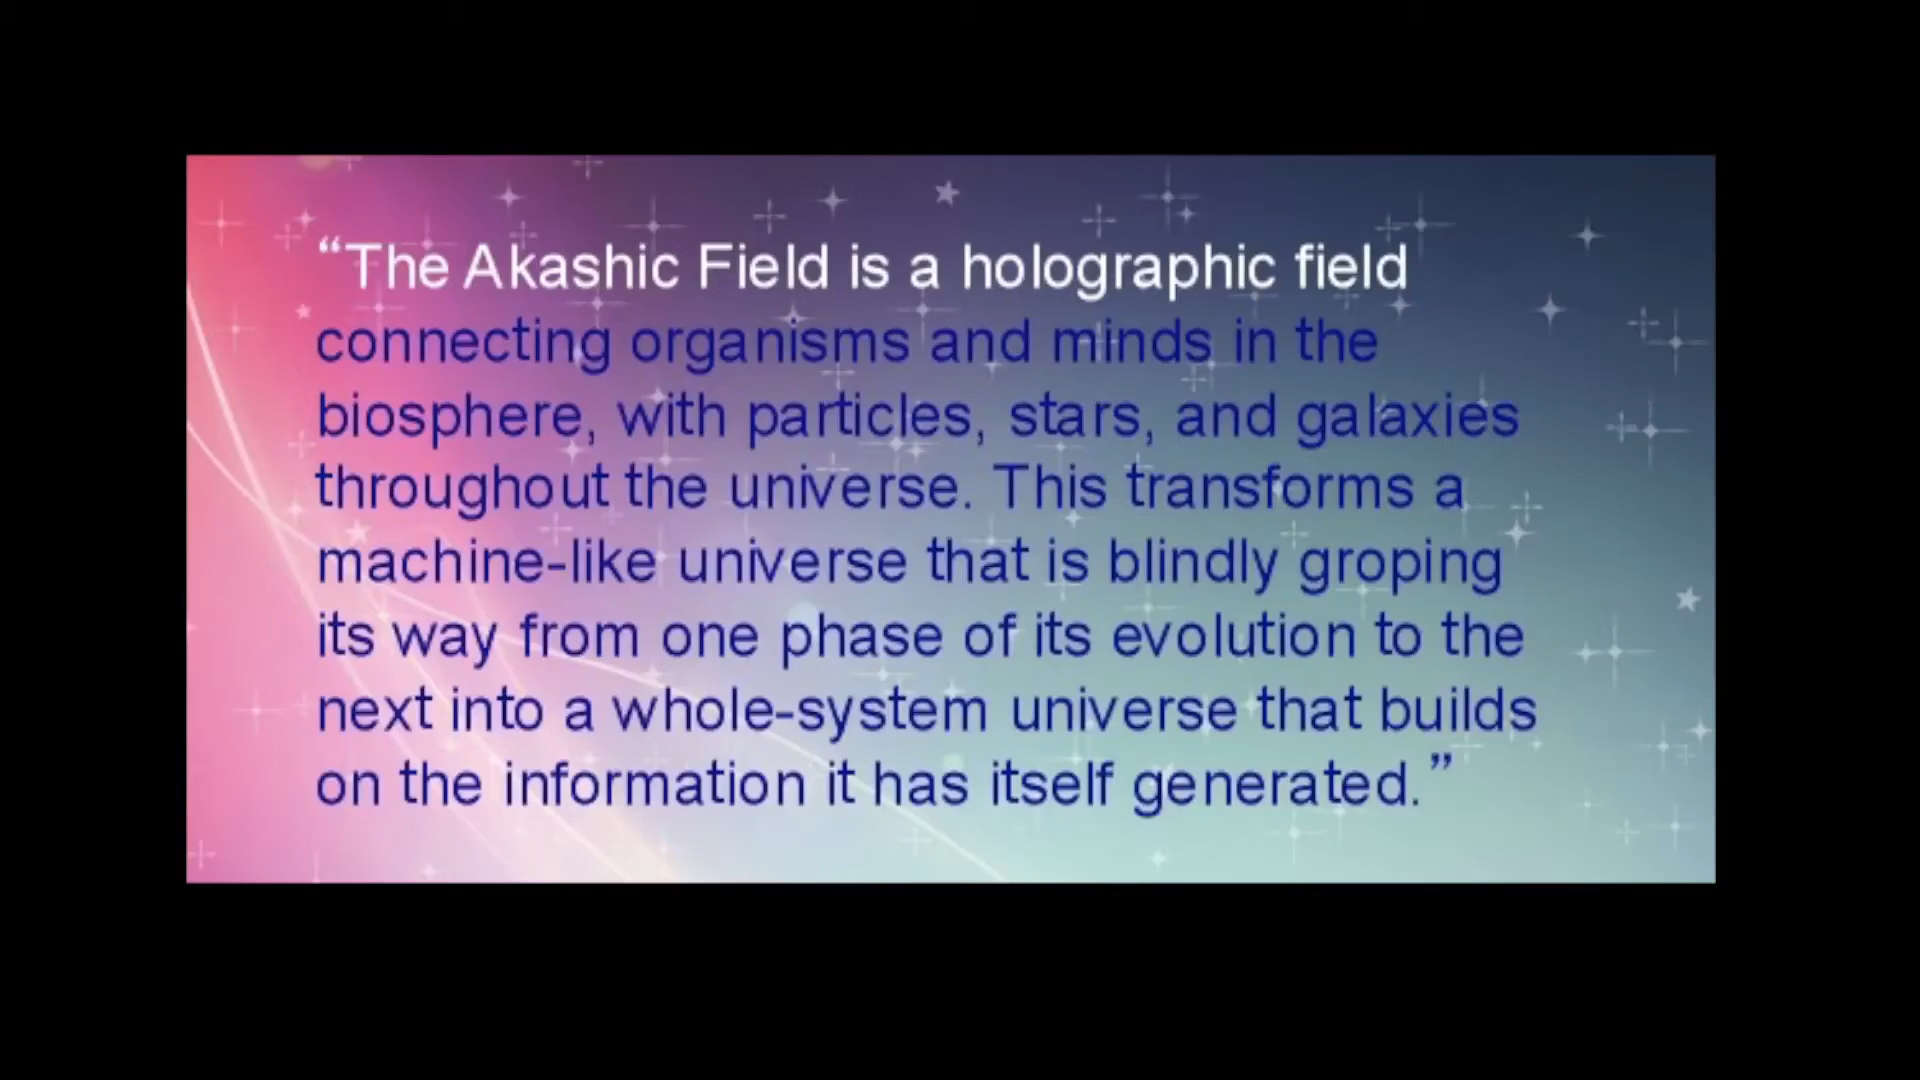 “The Akashic Field is a holographic field
connecting organisms and minds in the
biosphere, with particles, stars, and galaxies
throughout the universe. This transforms a
machine-like universe that is blindly groping
its way from one phase of its evolution to the
next into a whole-system universe that builds
on the information it has itself generated.”